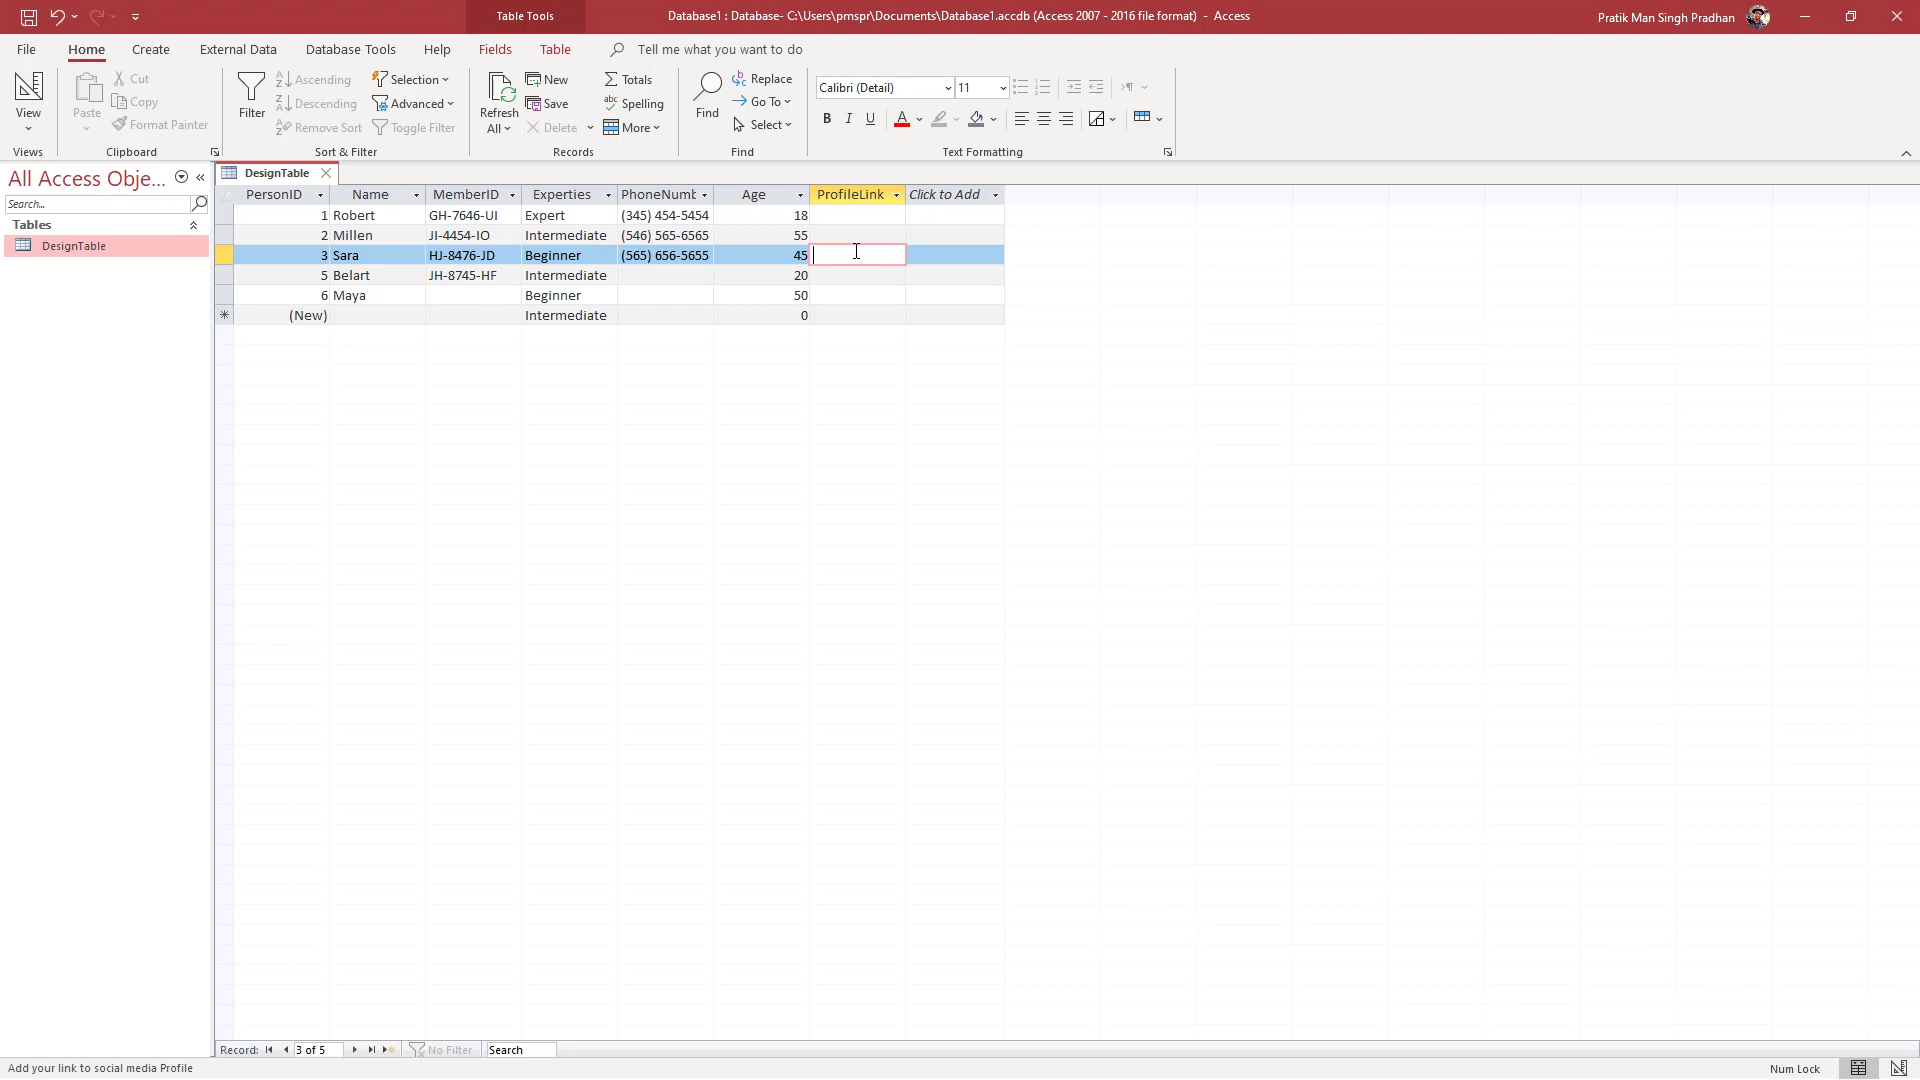 Table Tools
Database1 : Database- C:\Users\pmspr\Documents\Database1.accdb (Access 2007 - 2016 file format) - Access
Pratik Man Singh Pradhan
File Home Create External Data Database Tools Help Fields Table Tell me what you want to do
View
Views
Paste
Cut
Copy
Format Painter
Clipboard
Filter
Ascending
Descending
Remove Sort
Selection
Advanced
Toggle Filter
Sort & Filter
Refresh
All
New
Save
Delete
Totals
Spelling
More
Records
Find
Replace
Go To
Select
Find
Calibri (Detail) 11
B I U A
Text Formatting
All Access Obje...
Search...
Tables
DesignTable
DesignTable
PersonID Name MemberID Experties PhoneNumb Age ProfileLink Click to Add
1 Robert GH-7646-UI Expert (345) 454-5454 18
2 Millen JI-4454-IO Intermediate (546) 565-6565 55
3 Sara HJ-8476-JD Beginner (565) 656-5655 45
5 Belart JH-8745-HF Intermediate 20
6 Maya Beginner 50
(New) Intermediate 0
Record: 3 of 5 No Filter Search
Add your link to social media Profile
Num Lock